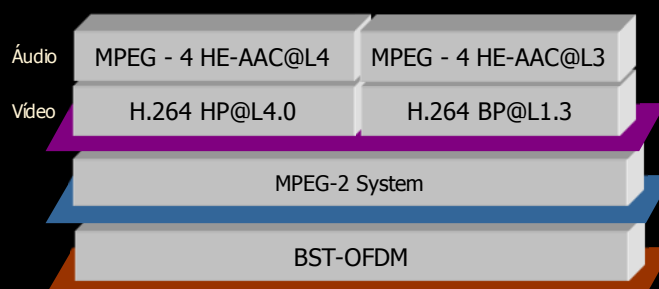 Áudio MPEG - 4 HE-AAC@L4 MPEG - 4 HE-AAC@L3
Vídeo H.264 HP@L4.0 H.264 BP@L1.3
MPEG-2 System
BST-OFDM